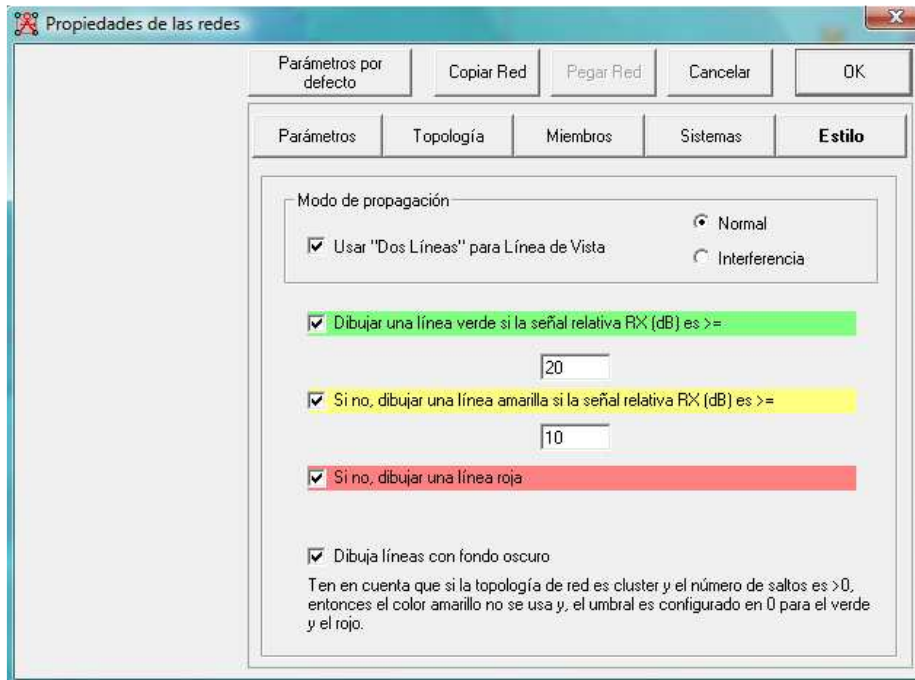 Propiedades de las redes
Parámetros por
defecto
Copiar Red
Pegar Red
Cancelar
OK
Parámetros
Topología
Miembros
Sistemas
Estilo
Modo de propagación
Usar "Dos Líneas" para Línea de Vista
Normal
Interferencia
Dibujar una línea verde si la señal relativa RX (dB) es >=
20
Si no, dibujar una línea amarilla si la señal relativa RX (dB) es >=
10
Si no, dibujar una línea roja
Dibuja líneas con fondo oscuro
Ten en cuenta que si la topología de red es cluster y el número de saltos es >0,
entonces el color amarillo no se usa y, el umbral es configurado en 0 para el verde
y el rojo.